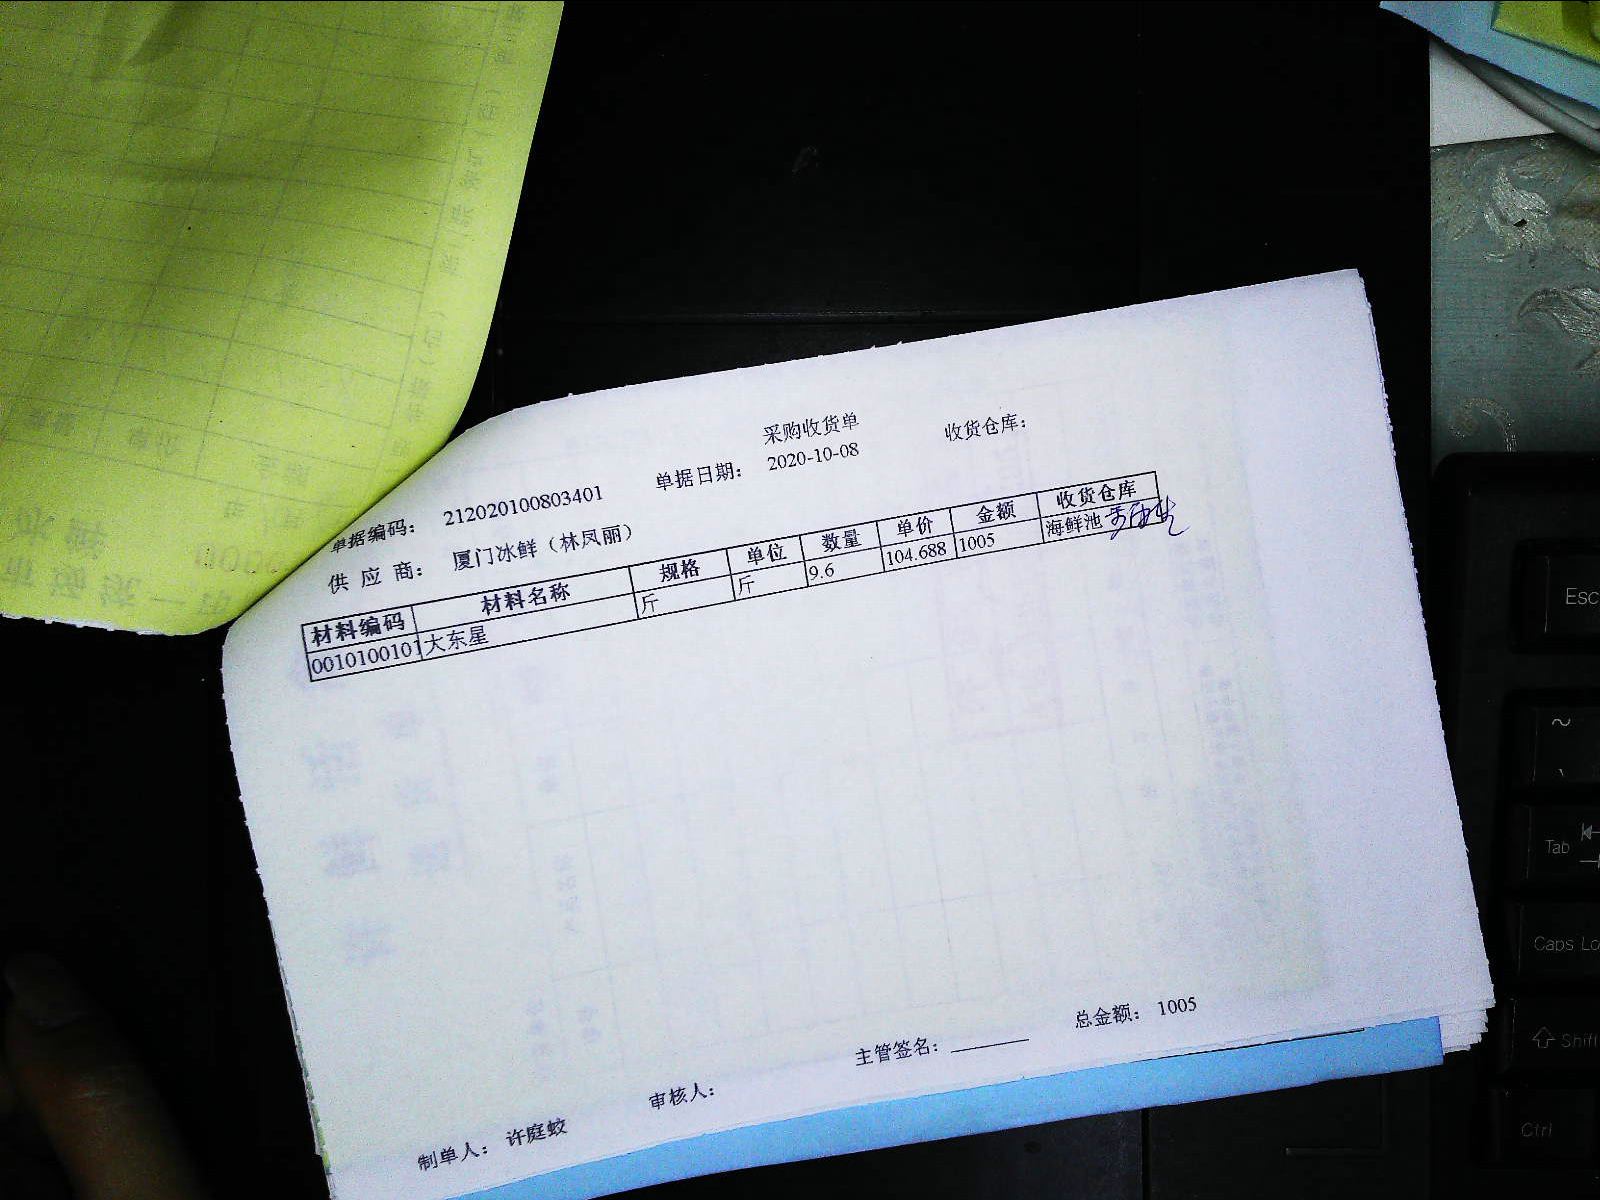 采购收货单
收货仓库：
单据编码： 212020100803401
单据日期： 2020-10-08
供 应 商： 厦门冰鲜（林凤丽）
材料编码 材料名称 规格 单位 数量 单价 金额 收货仓库
0010100101 大东星 斤 斤 9.6 104.688 1005 海鲜池
总金额： 1005
主管签名：
审核人：
制单人： 许庭蛟
Esc
~
Tab
Caps Lo
Shift
Ctrl